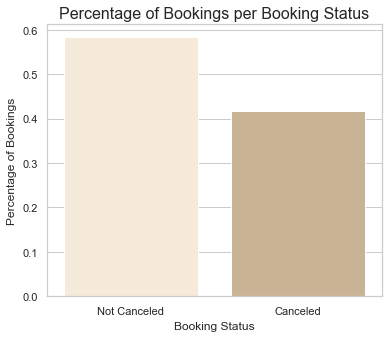 Percentage of Bookings per Booking Status
Percentage of Bookings
0.6
0.5
0.4
0.3
0.2
0.1
0.0
Not Canceled Canceled
Booking Status